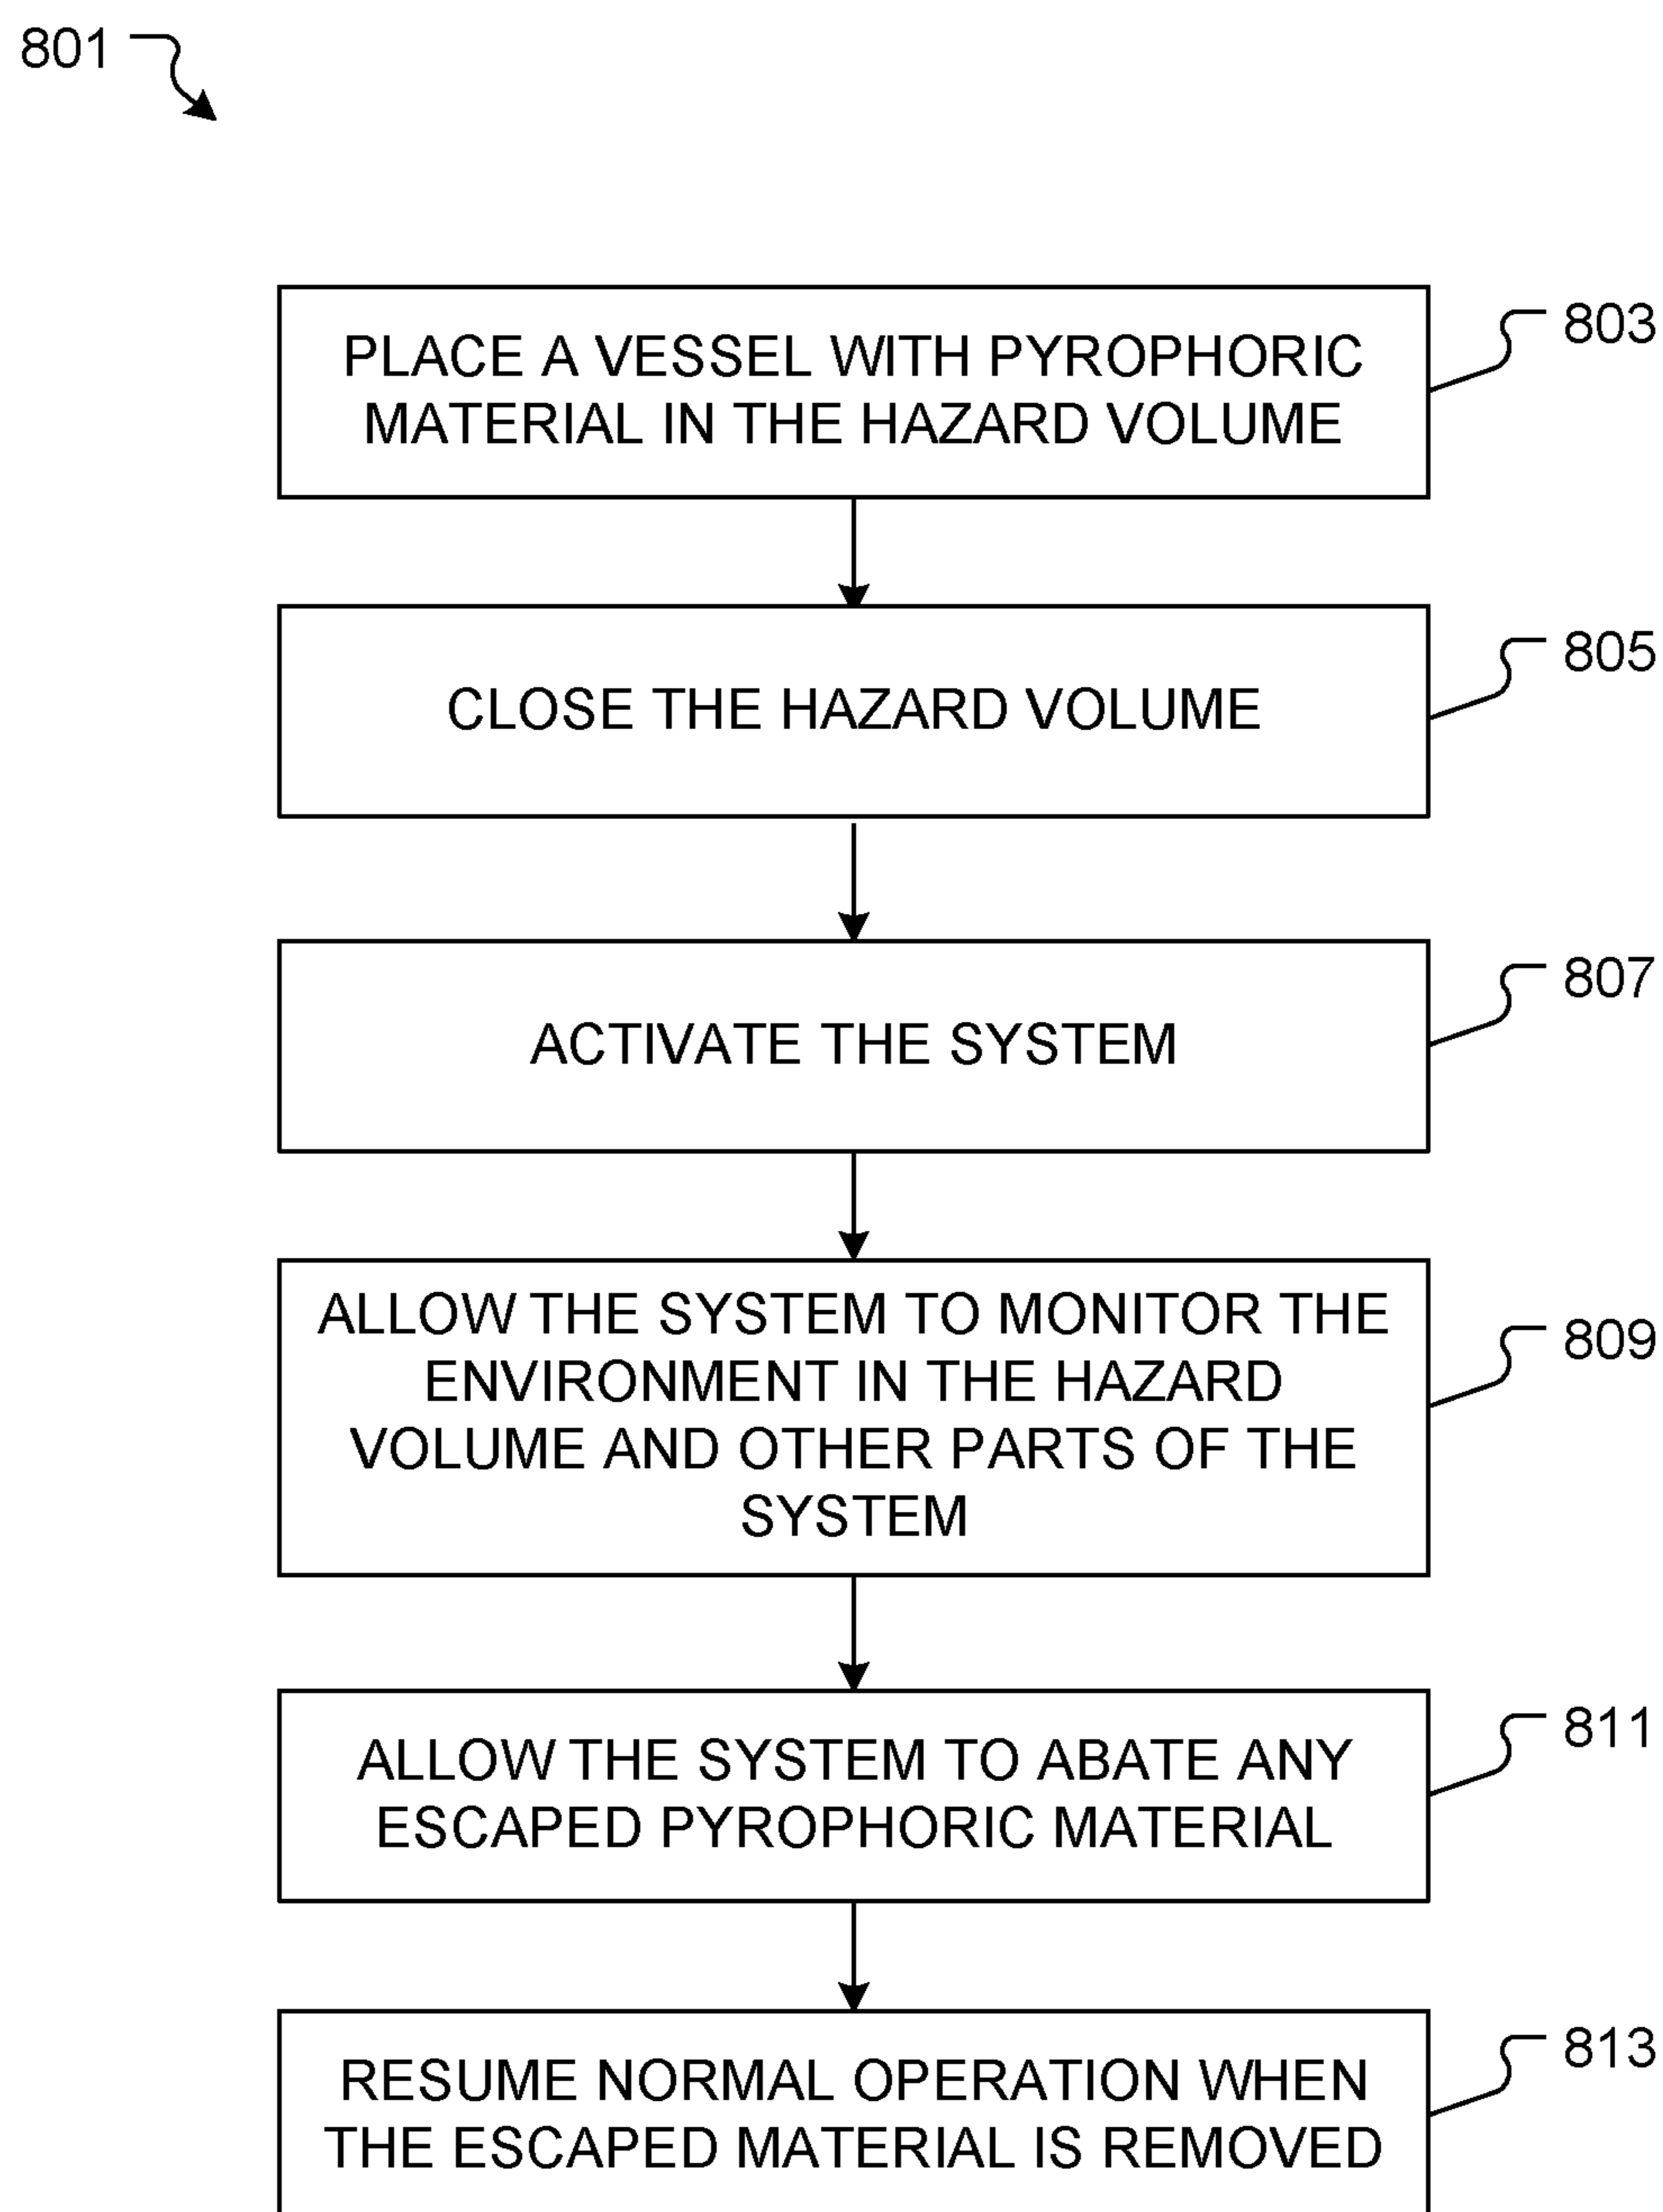 801
PLACE A VESSEL WITH PYROPHORIC
MATERIAL IN THE HAZARD VOLUME
803
CLOSE THE HAZARD VOLUME
805
ACTIVATE THE SYSTEM
807
ALLOW THE SYSTEM TO MONITOR THE
ENVIRONMENT IN THE HAZARD
VOLUME AND OTHER PARTS OF THE
SYSTEM
809
ALLOW THE SYSTEM TO ABATE ANY
ESCAPED PYROPHORIC MATERIAL
811
RESUME NORMAL OPERATION WHEN
THE ESCAPED MATERIAL IS REMOVED
813